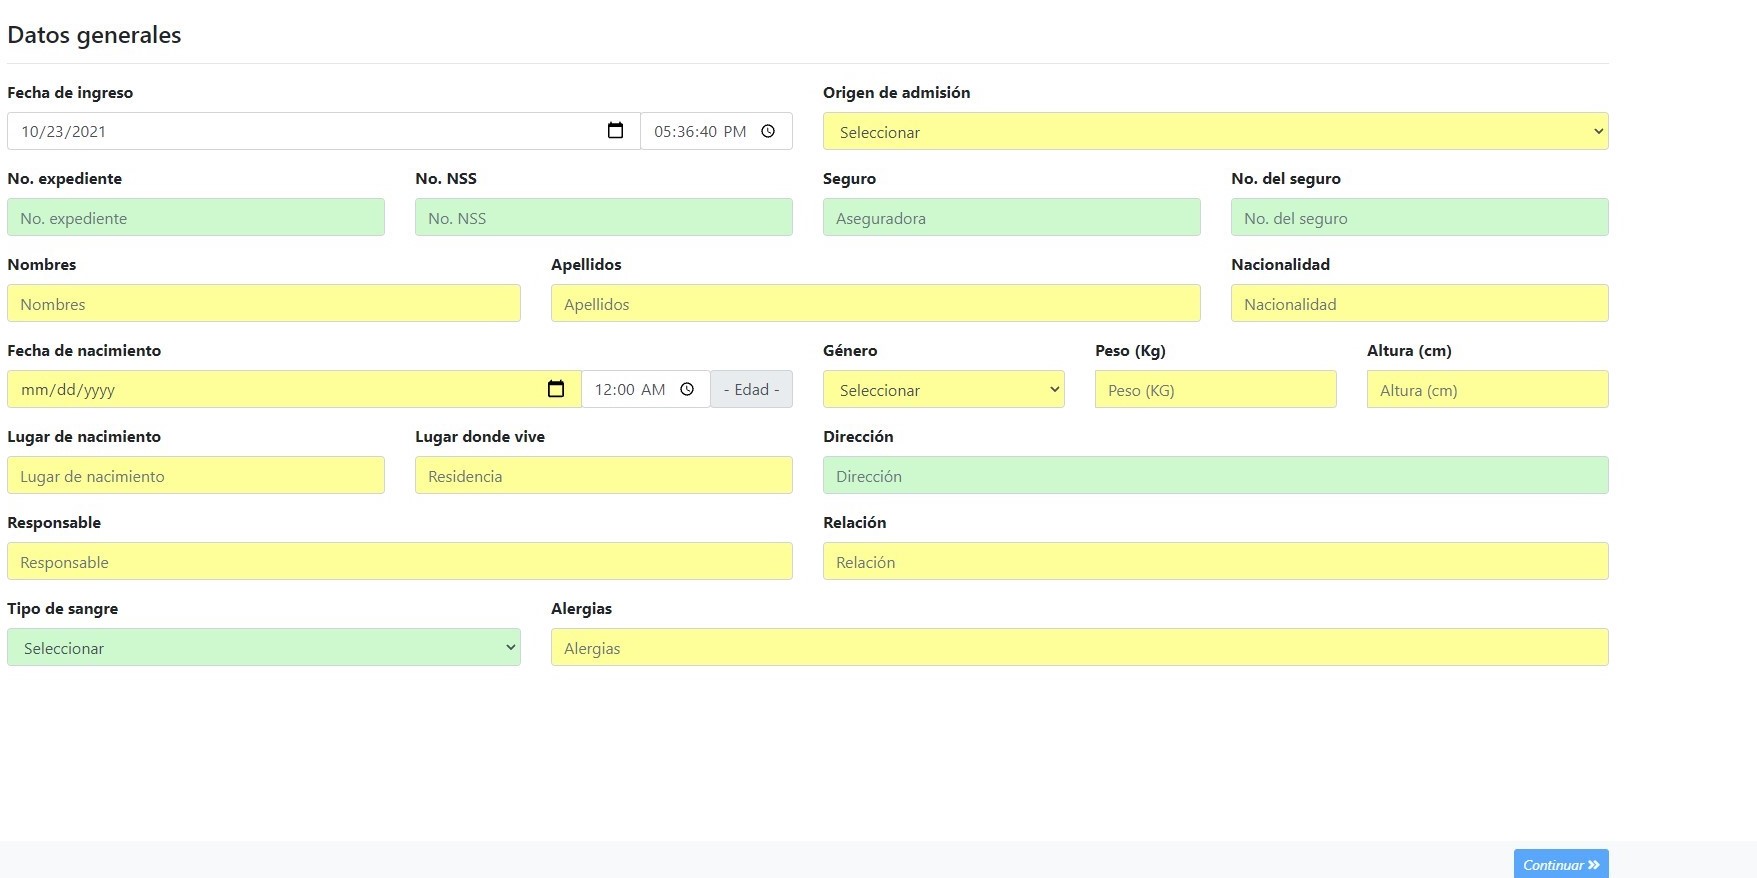 Datos generales
Fecha de ingreso Origen de admisión
10/23/2021 05:36:40 PM Seleccionar
No. expediente No. NSS Seguro No. del seguro
No. expediente No. NSS Aseguradora No. del seguro
Nombres Apellidos Nacionalidad
Nombres Apellidos Nacionalidad
Fecha de nacimiento Género Peso (Kg) Altura (cm)
mm/dd/yyyy 12:00 AM - Edad - Seleccionar Peso (KG) Altura (cm)
Lugar de nacimiento Lugar donde vive Dirección
Lugar de nacimiento Residencia Dirección
Responsable Relación
Responsable Relación
Tipo de sangre Alergias
Seleccionar Alergias
Continuar »